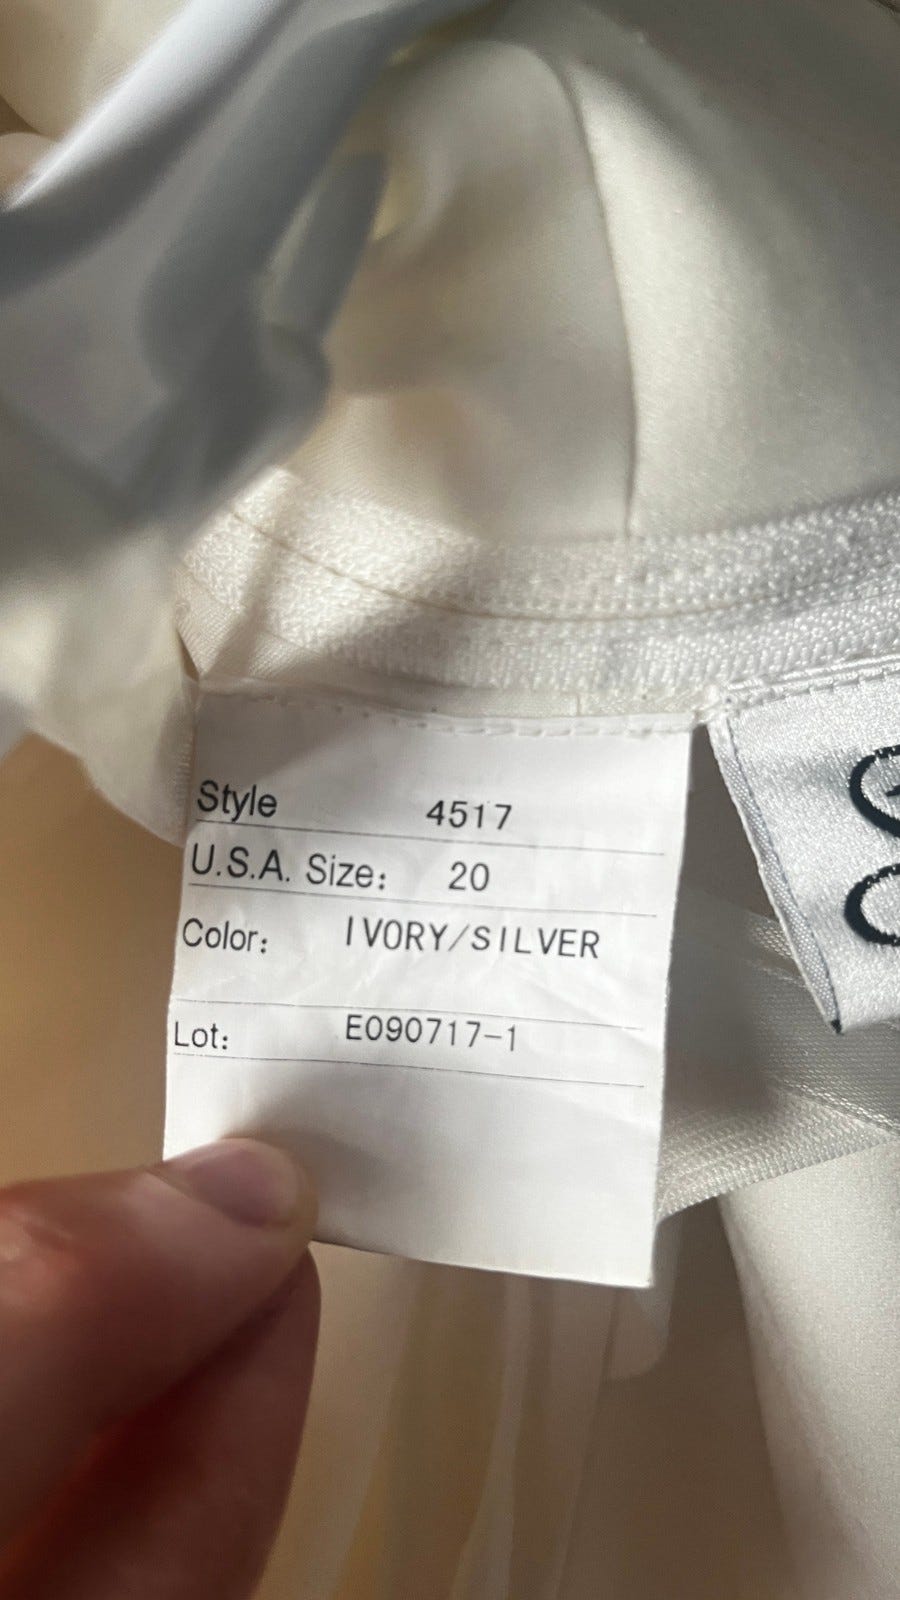 Style 4517
U.S.A. Size: 20
Color: IVORY/SILVER
Lot: E090717-1